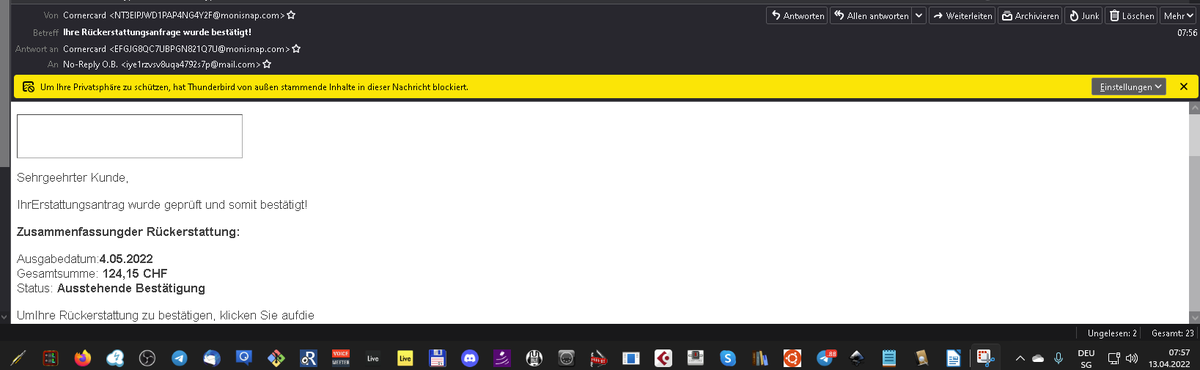 Von Cornercard <NT3EIPJWD1PAP4NG4Y2F@monisnap.com>
Antworten Allen antworten Weiterleiten Archivieren Junk Löschen Mehr
Betreff Ihre Rückerstattungsanfrage wurde bestätigt!
07:56
Antwort an Cornercard <EFGJG8QC7UBPGN821Q7U@monisnap.com>
An No-Reply O.B. <iye1rzvsv8uqa4792s7p@mail.com>
Um Ihre Privatsphäre zu schützen, hat Thunderbird von außen stammende Inhalte in dieser Nachricht blockiert.
Einstellungen
Sehrgeehrter Kunde,
IhrErstattungsantrag wurde geprüft und somit bestätigt!
Zusammenfassungder Rückerstattung:
Ausgabedatum:4.05.2022
Gesamtsumme: 124,15 CHF
Status: Ausstehende Bestätigung
UmIhre Rückerstattung zu bestätigen, klicken Sie aufdie
Ungelesen: 2 Gesamt: 23
VOICE
Live
Live
88
DEU
SG
07:57
13.04.2022